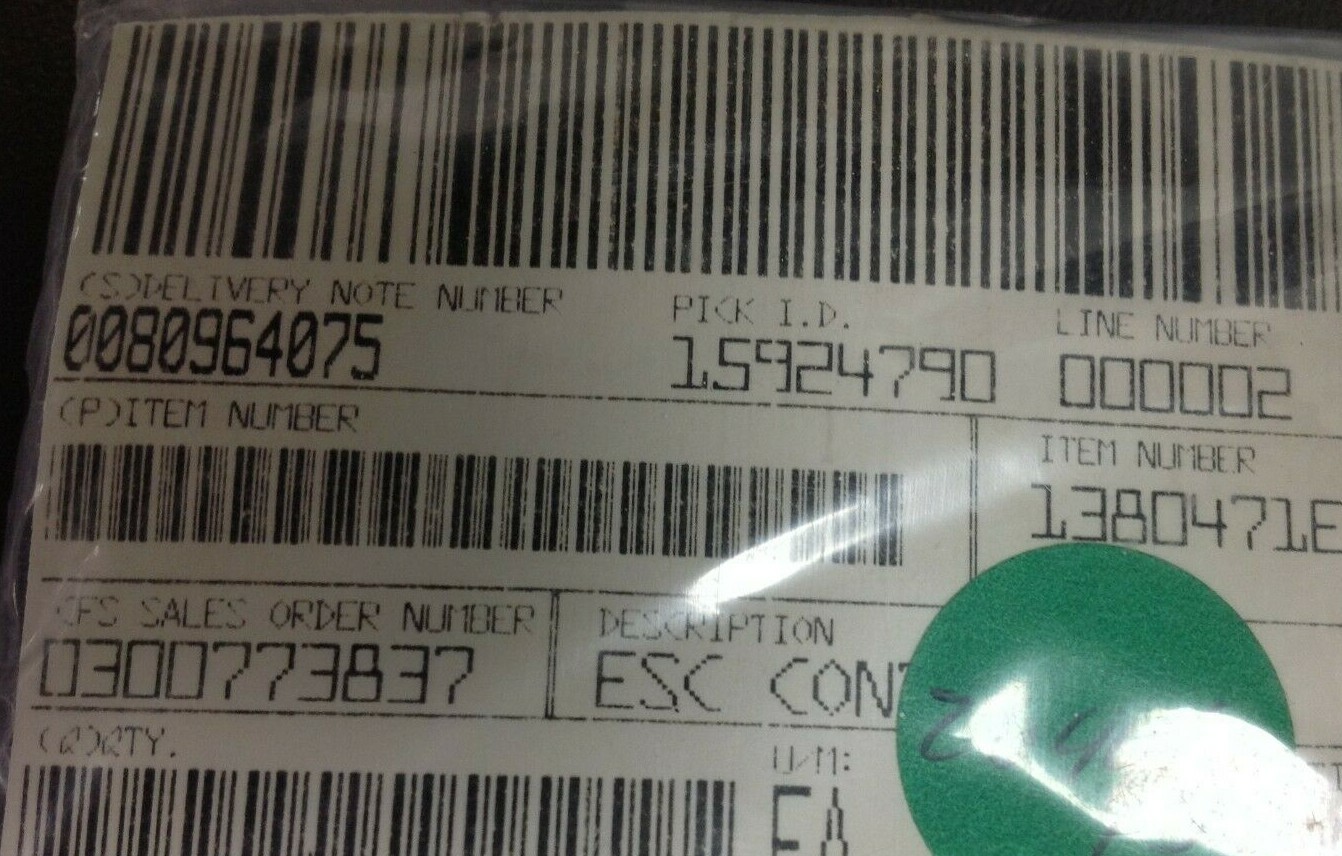 (S)DELIVERY NOTE NUMBER PICK I.D. LINE NUMBER
0080964075 15924790 000002
(P)ITEM NUMBER ITEM NUMBER
1380471E
CFS SALES ORDER NUMBER DESCRIPTION
0300773837 ESC CON
(Q)QTY. U/M:
EA